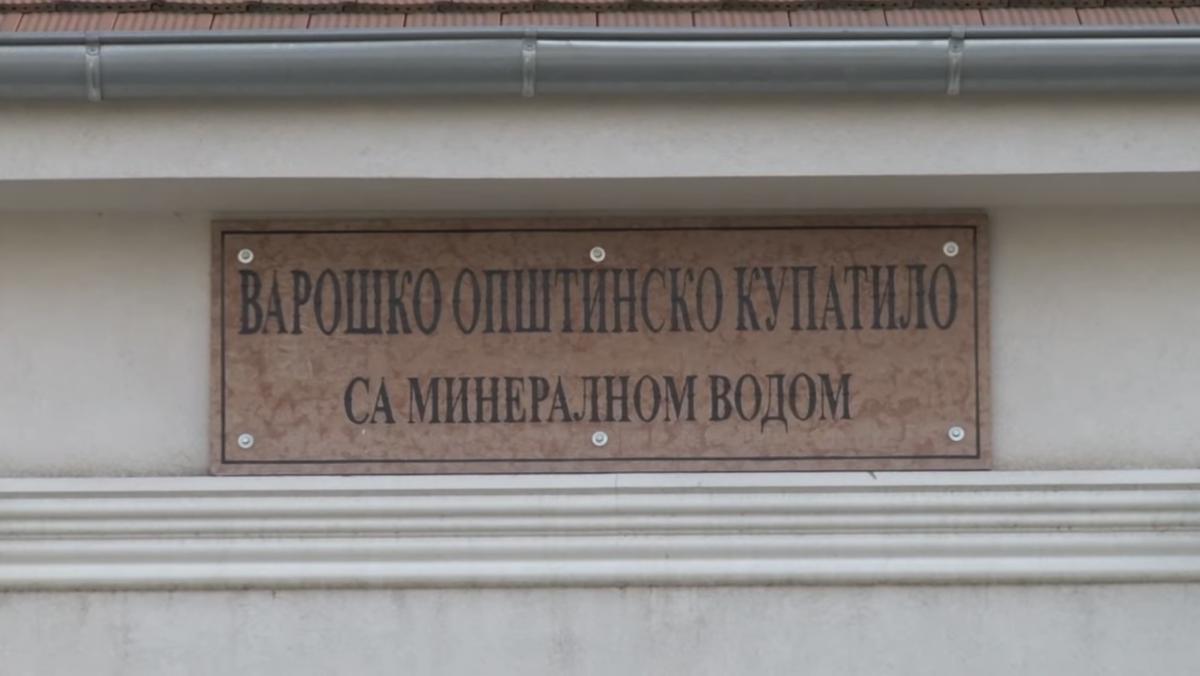 ВАРОШКО ОПШТИНСКО КУПАТИЛО
СА МИНЕРАЛНОМ ВОДОМ